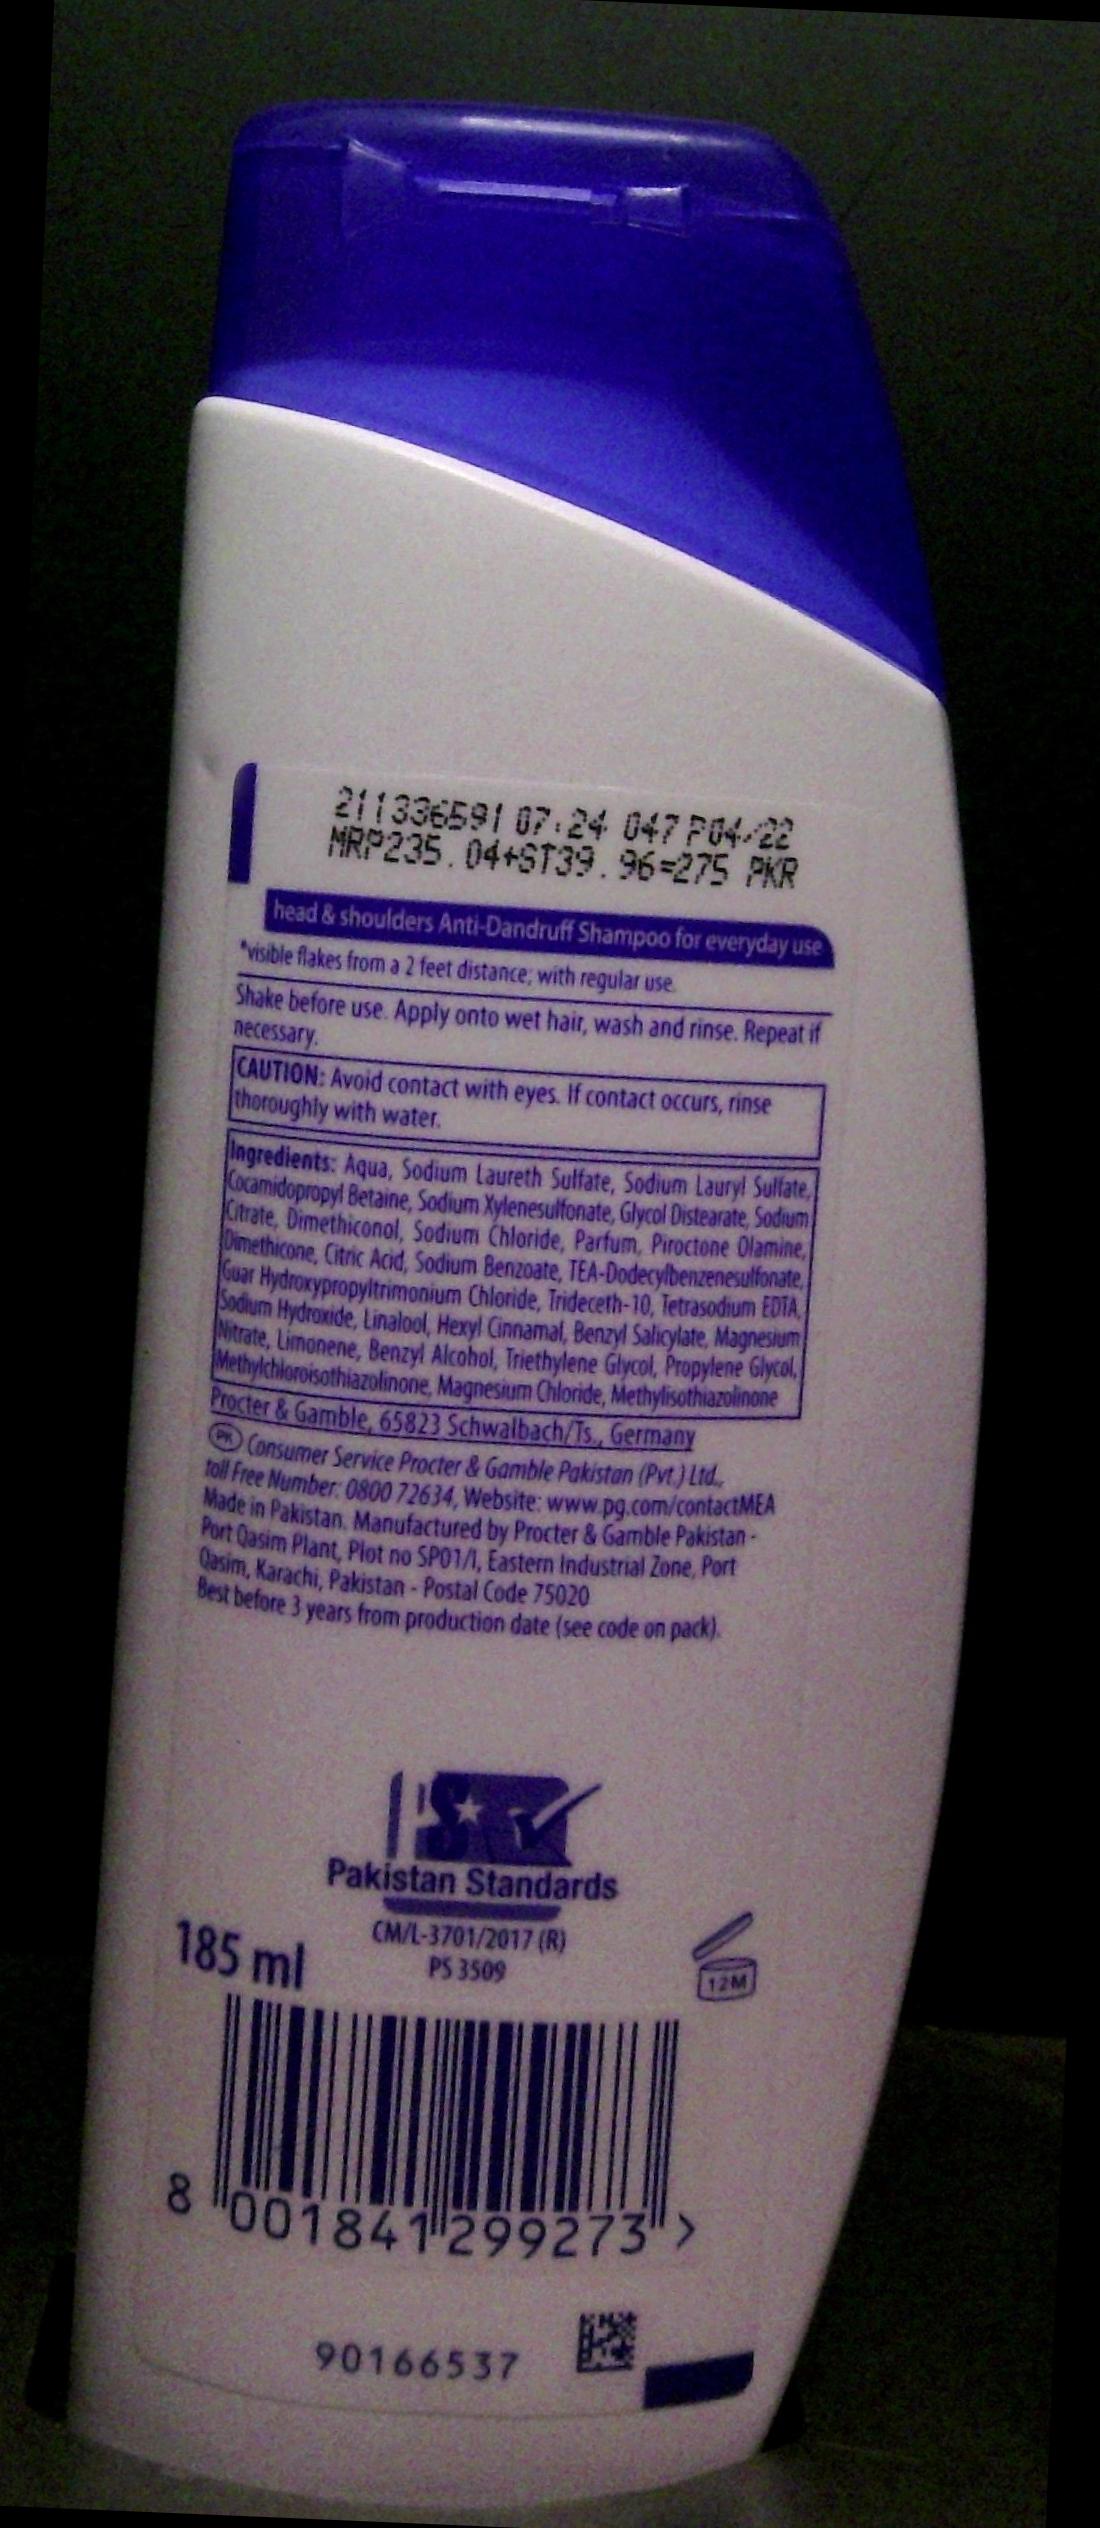 211336591 07:24 047 P04/22
MRP235.04+ST39.96=275 PKR
head & shoulders Anti-Dandruff Shampoo for everyday use
*visible flakes from a 2 feet distance; with regular use.
Shake before use. Apply onto wet hair, wash and rinse. Repeat if
necessary.
CAUTION: Avoid contact with eyes. If contact occurs, rinse
thoroughly with water.
Ingredients: Aqua, Sodium Laureth Sulfate, Sodium Lauryl Sulfate,
Cocamidopropyl Betaine, Sodium Xylenesulfonate, Glycol Distearate, Sodium
Citrate, Dimethiconol, Sodium Chloride, Parfum, Piroctone Olamine,
Dimethicone, Citric Acid, Sodium Benzoate, TEA-Dodecylbenzenesulfonate,
Guar Hydroxypropyltrimonium Chloride, Trideceth-10, Tetrasodium EDTA,
Sodium Hydroxide, Linalool, Hexyl Cinnamal, Benzyl Salicylate, Magnesium
Nitrate, Limonene, Benzyl Alcohol, Triethylene Glycol, Propylene Glycol,
Methylchloroisothiazolinone, Magnesium Chloride, Methylisothiazolinone
Procter & Gamble, 65823 Schwalbach/Ts., Germany
PK Consumer Service Procter & Gamble Pakistan (Pvt.) Ltd.,
toll Free Number: 0800 72634, Website: www.pg.com/contactMEA
Made in Pakistan. Manufactured by Procter & Gamble Pakistan -
Port Qasim Plant, Plot no SP01/I, Eastern Industrial Zone, Port
Qasim, Karachi, Pakistan - Postal Code 75020
Best before 3 years from production date (see code on pack).
PS
Pakistan Standards
CM/L-3701/2017 (R)
PS 3509
185 ml
12M
8 001841 299273 >
90166537